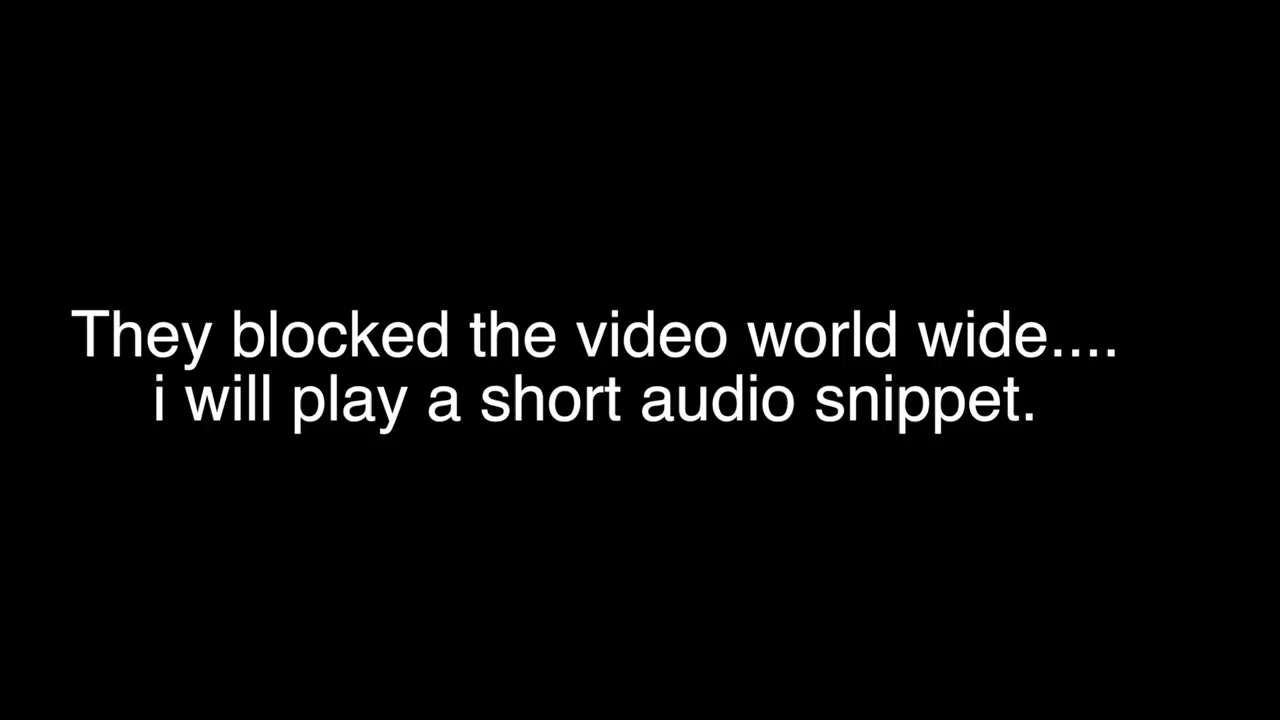 They blocked the video world wide....
i will play a short audio snippet.